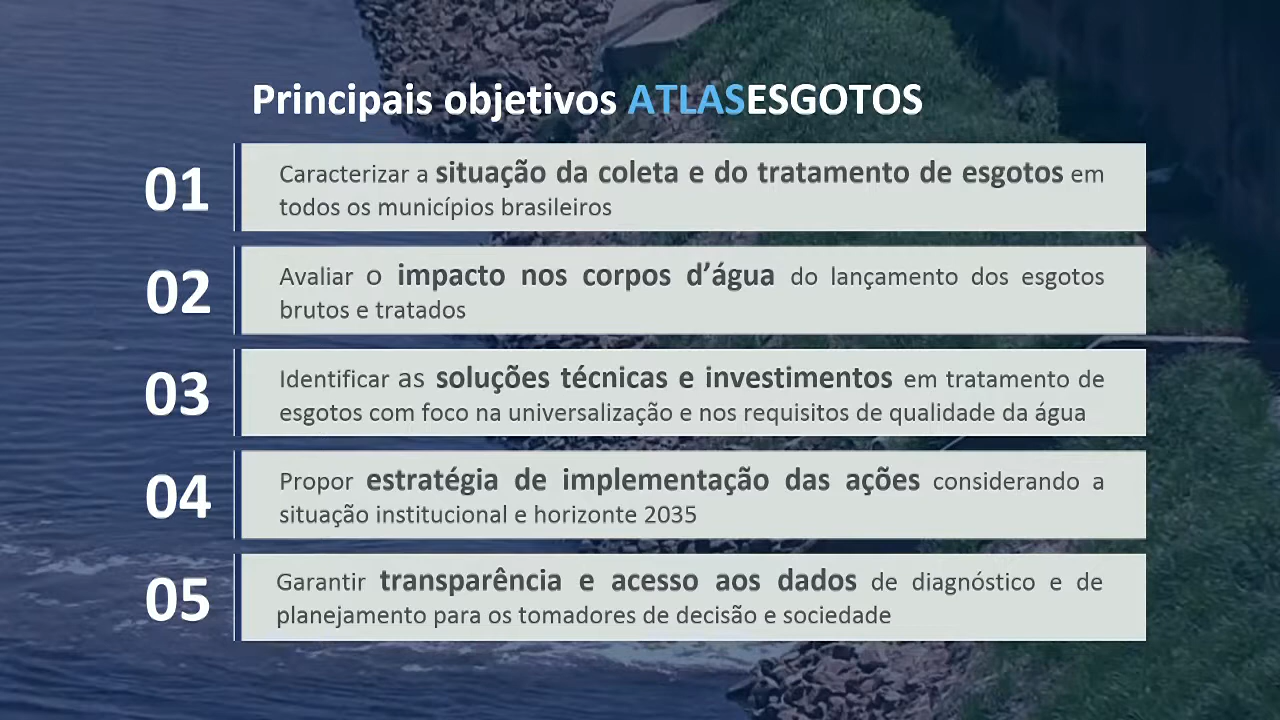 Principais objetivos ATLASESGOTOS
01
Caracterizar a situação da coleta e do tratamento de esgotos em
todos os municípios brasileiros
02
Avaliar o impacto nos corpos d’água do lançamento dos esgotos
brutos e tratados
03
Identificar as soluções técnicas e investimentos em tratamento de
esgotos com foco na universalização e nos requisitos de qualidade da água
04
Propor estratégia de implementação das ações considerando a
situação institucional e horizonte 2035
05
Garantir transparência e acesso aos dados de diagnóstico e de
planejamento para os tomadores de decisão e sociedade